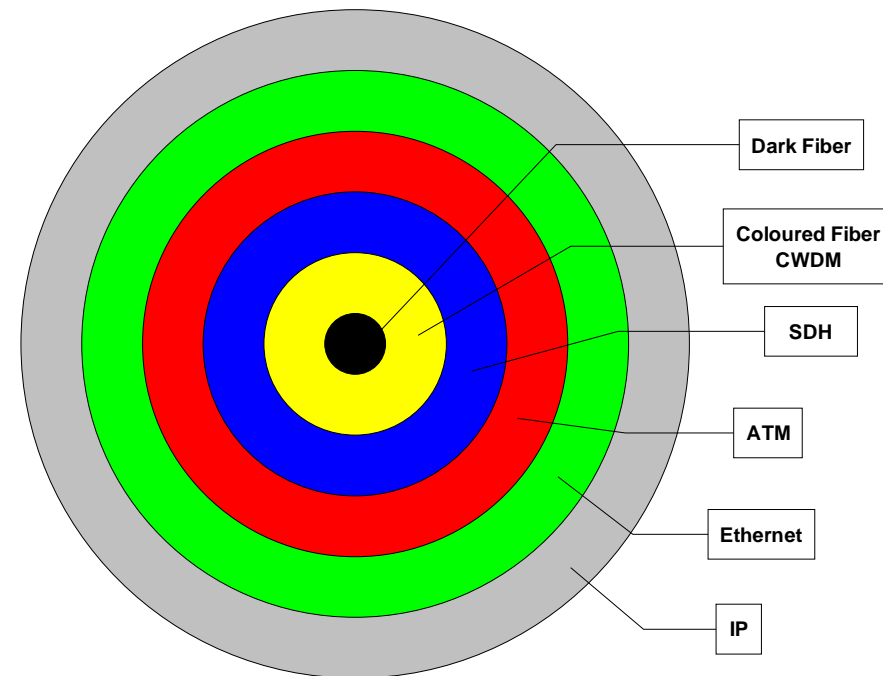 Dark Fiber
Coloured Fiber
CWDM
SDH
ATM
Ethernet
IP